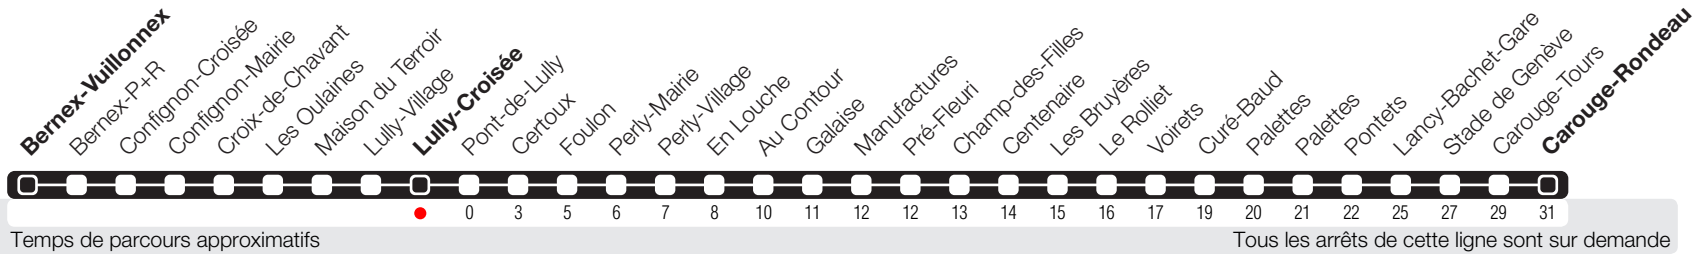 Bernex-Vuillonnex
Bernex-P+R
Confignon-Croisée
Confignon-Mairie
Croix-de-Chavant
Les Oulaines
Maison du Terroir
Lully-Village
Lully-Croisée
Pont-de-Lully
Certoux
Foulon
Perly-Mairie
Perly-Village
En Louche
Au Contour
Galaise
Manufactures
Pré-Fleuri
Champ-des-Filles
Centenaire
Les Bruyères
Le Rolliet
Voirets
Curé-Baud
Palettes
Palettes
Pontets
Lancy-Bachet-Gare
Stade de Genève
Carouge-Tours
Carouge-Rondeau
0 3 5 6 7 8 10 11 12 12 13 14 15 16 17 19 20 21 22 25 27 29 31
Temps de parcours approximatifs
Tous les arrêts de cette ligne sont sur demande